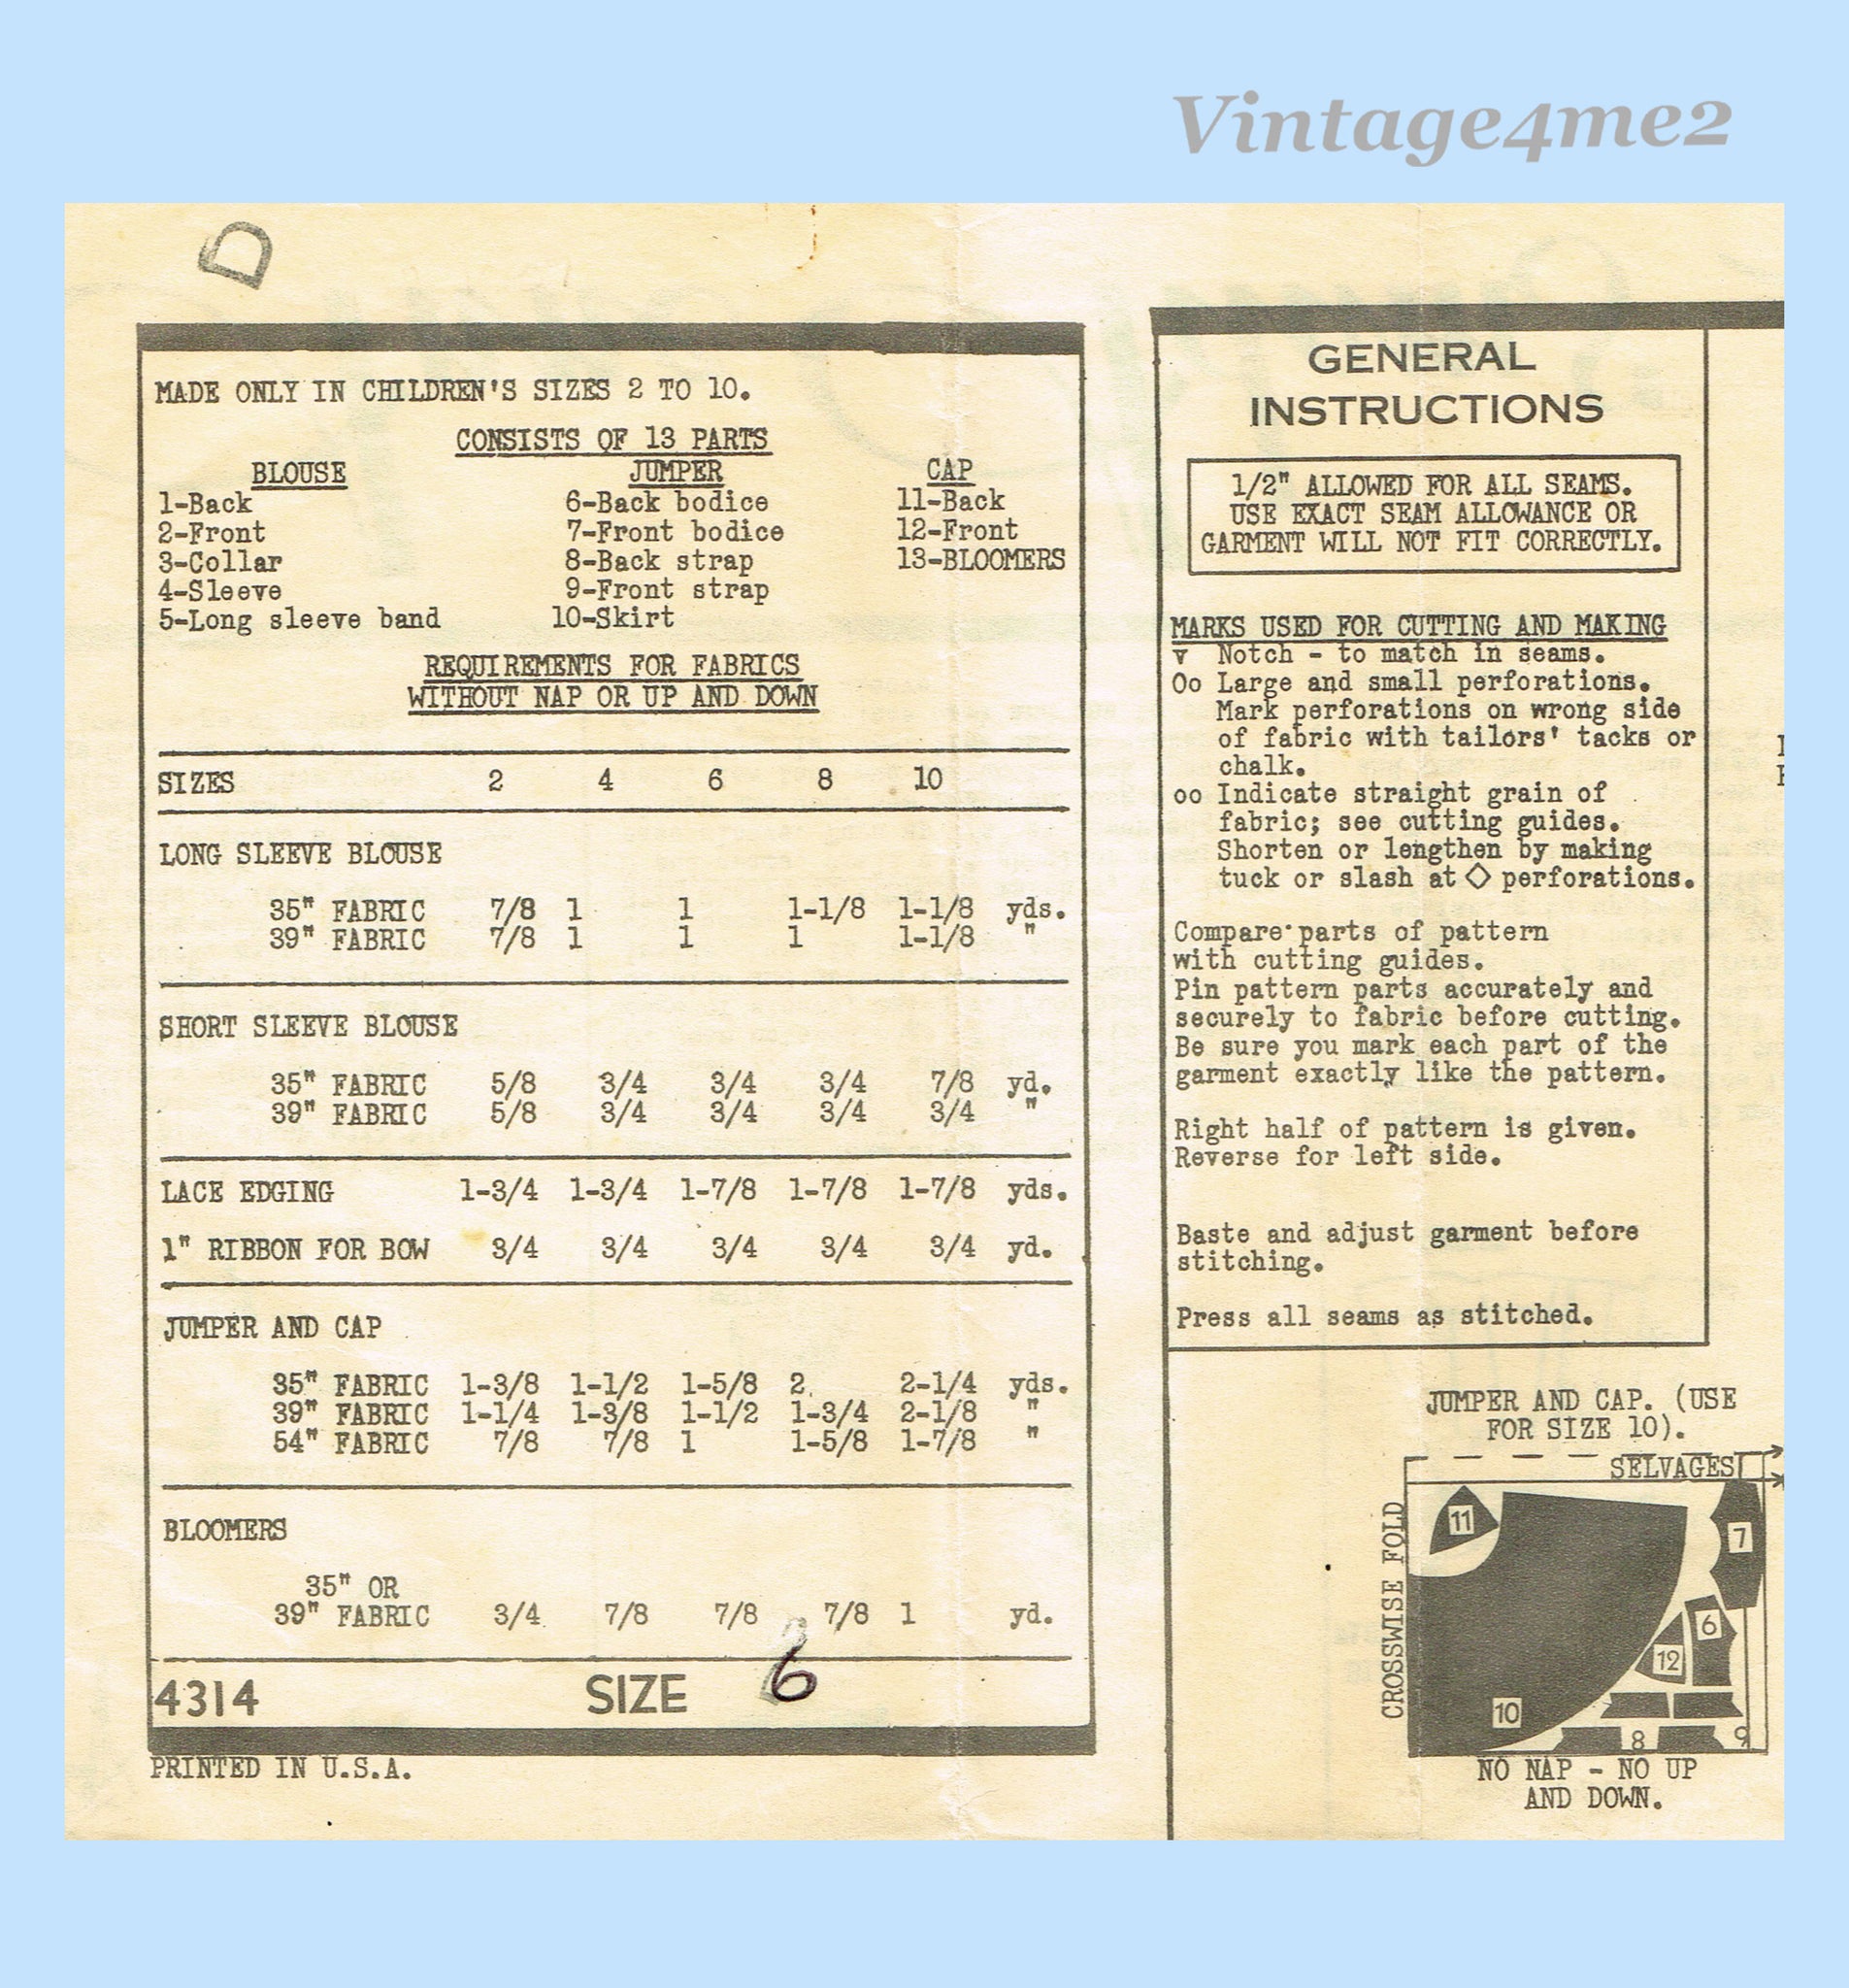 Vintage4me2
D
MADE ONLY IN CHILDREN'S SIZES 2 TO 10.
CONSISTS OF 13 PARTS
BLOUSE JUMPER CAP
1-Back 6-Back bodice 11-Back
2-Front 7-Front bodice 12-Front
3-Collar 8-Back strap 13-BLOOMERS
4-Sleeve 9-Front strap
5-Long sleeve band 10-Skirt
REQUIREMENTS FOR FABRICS
WITHOUT NAP OR UP AND DOWN
SIZES 2 4 6 8 10
LONG SLEEVE BLOUSE
35" FABRIC 7/8 1 1 1-1/8 1-1/8 yds.
39" FABRIC 7/8 1 1 1 1-1/8 "
SHORT SLEEVE BLOUSE
35" FABRIC 5/8 3/4 3/4 3/4 7/8 yd.
39" FABRIC 5/8 3/4 3/4 3/4 3/4 "
LACE EDGING 1-3/4 1-3/4 1-7/8 1-7/8 1-7/8 yds.
1" RIBBON FOR BOW 3/4 3/4 3/4 3/4 3/4 yd.
JUMPER AND CAP
35" FABRIC 1-3/8 1-1/2 1-5/8 2 2-1/4 yds.
39" FABRIC 1-1/4 1-3/8 1-1/2 1-3/4 2-1/8 "
54" FABRIC 7/8 7/8 1 1-5/8 1-7/8 "
BLOOMERS
35" OR
39" FABRIC 3/4 7/8 7/8 7/8 1 yd.
4314 SIZE 6
PRINTED IN U.S.A.
GENERAL
INSTRUCTIONS
1/2" ALLOWED FOR ALL SEAMS.
USE EXACT SEAM ALLOWANCE OR
GARMENT WILL NOT FIT CORRECTLY.
MARKS USED FOR CUTTING AND MAKING
▽ Notch - to match in seams.
Oo Large and small perforations.
Mark perforations on wrong side
of fabric with tailors' tacks or
chalk.
oo Indicate straight grain of
fabric; see cutting guides.
Shorten or lengthen by making
tuck or slash at ◇ perforations.
Compare parts of pattern
with cutting guides.
Pin pattern parts accurately and
securely to fabric before cutting.
Be sure you mark each part of the
garment exactly like the pattern.
Right half of pattern is given.
Reverse for left side.
Baste and adjust garment before
stitching.
Press all seams as stitched.
JUMPER AND CAP. (USE
FOR SIZE 10).
SELVAGES
CROSSWISE FOLD
11
7
6
12
10
8 9
NO NAP - NO UP
AND DOWN.